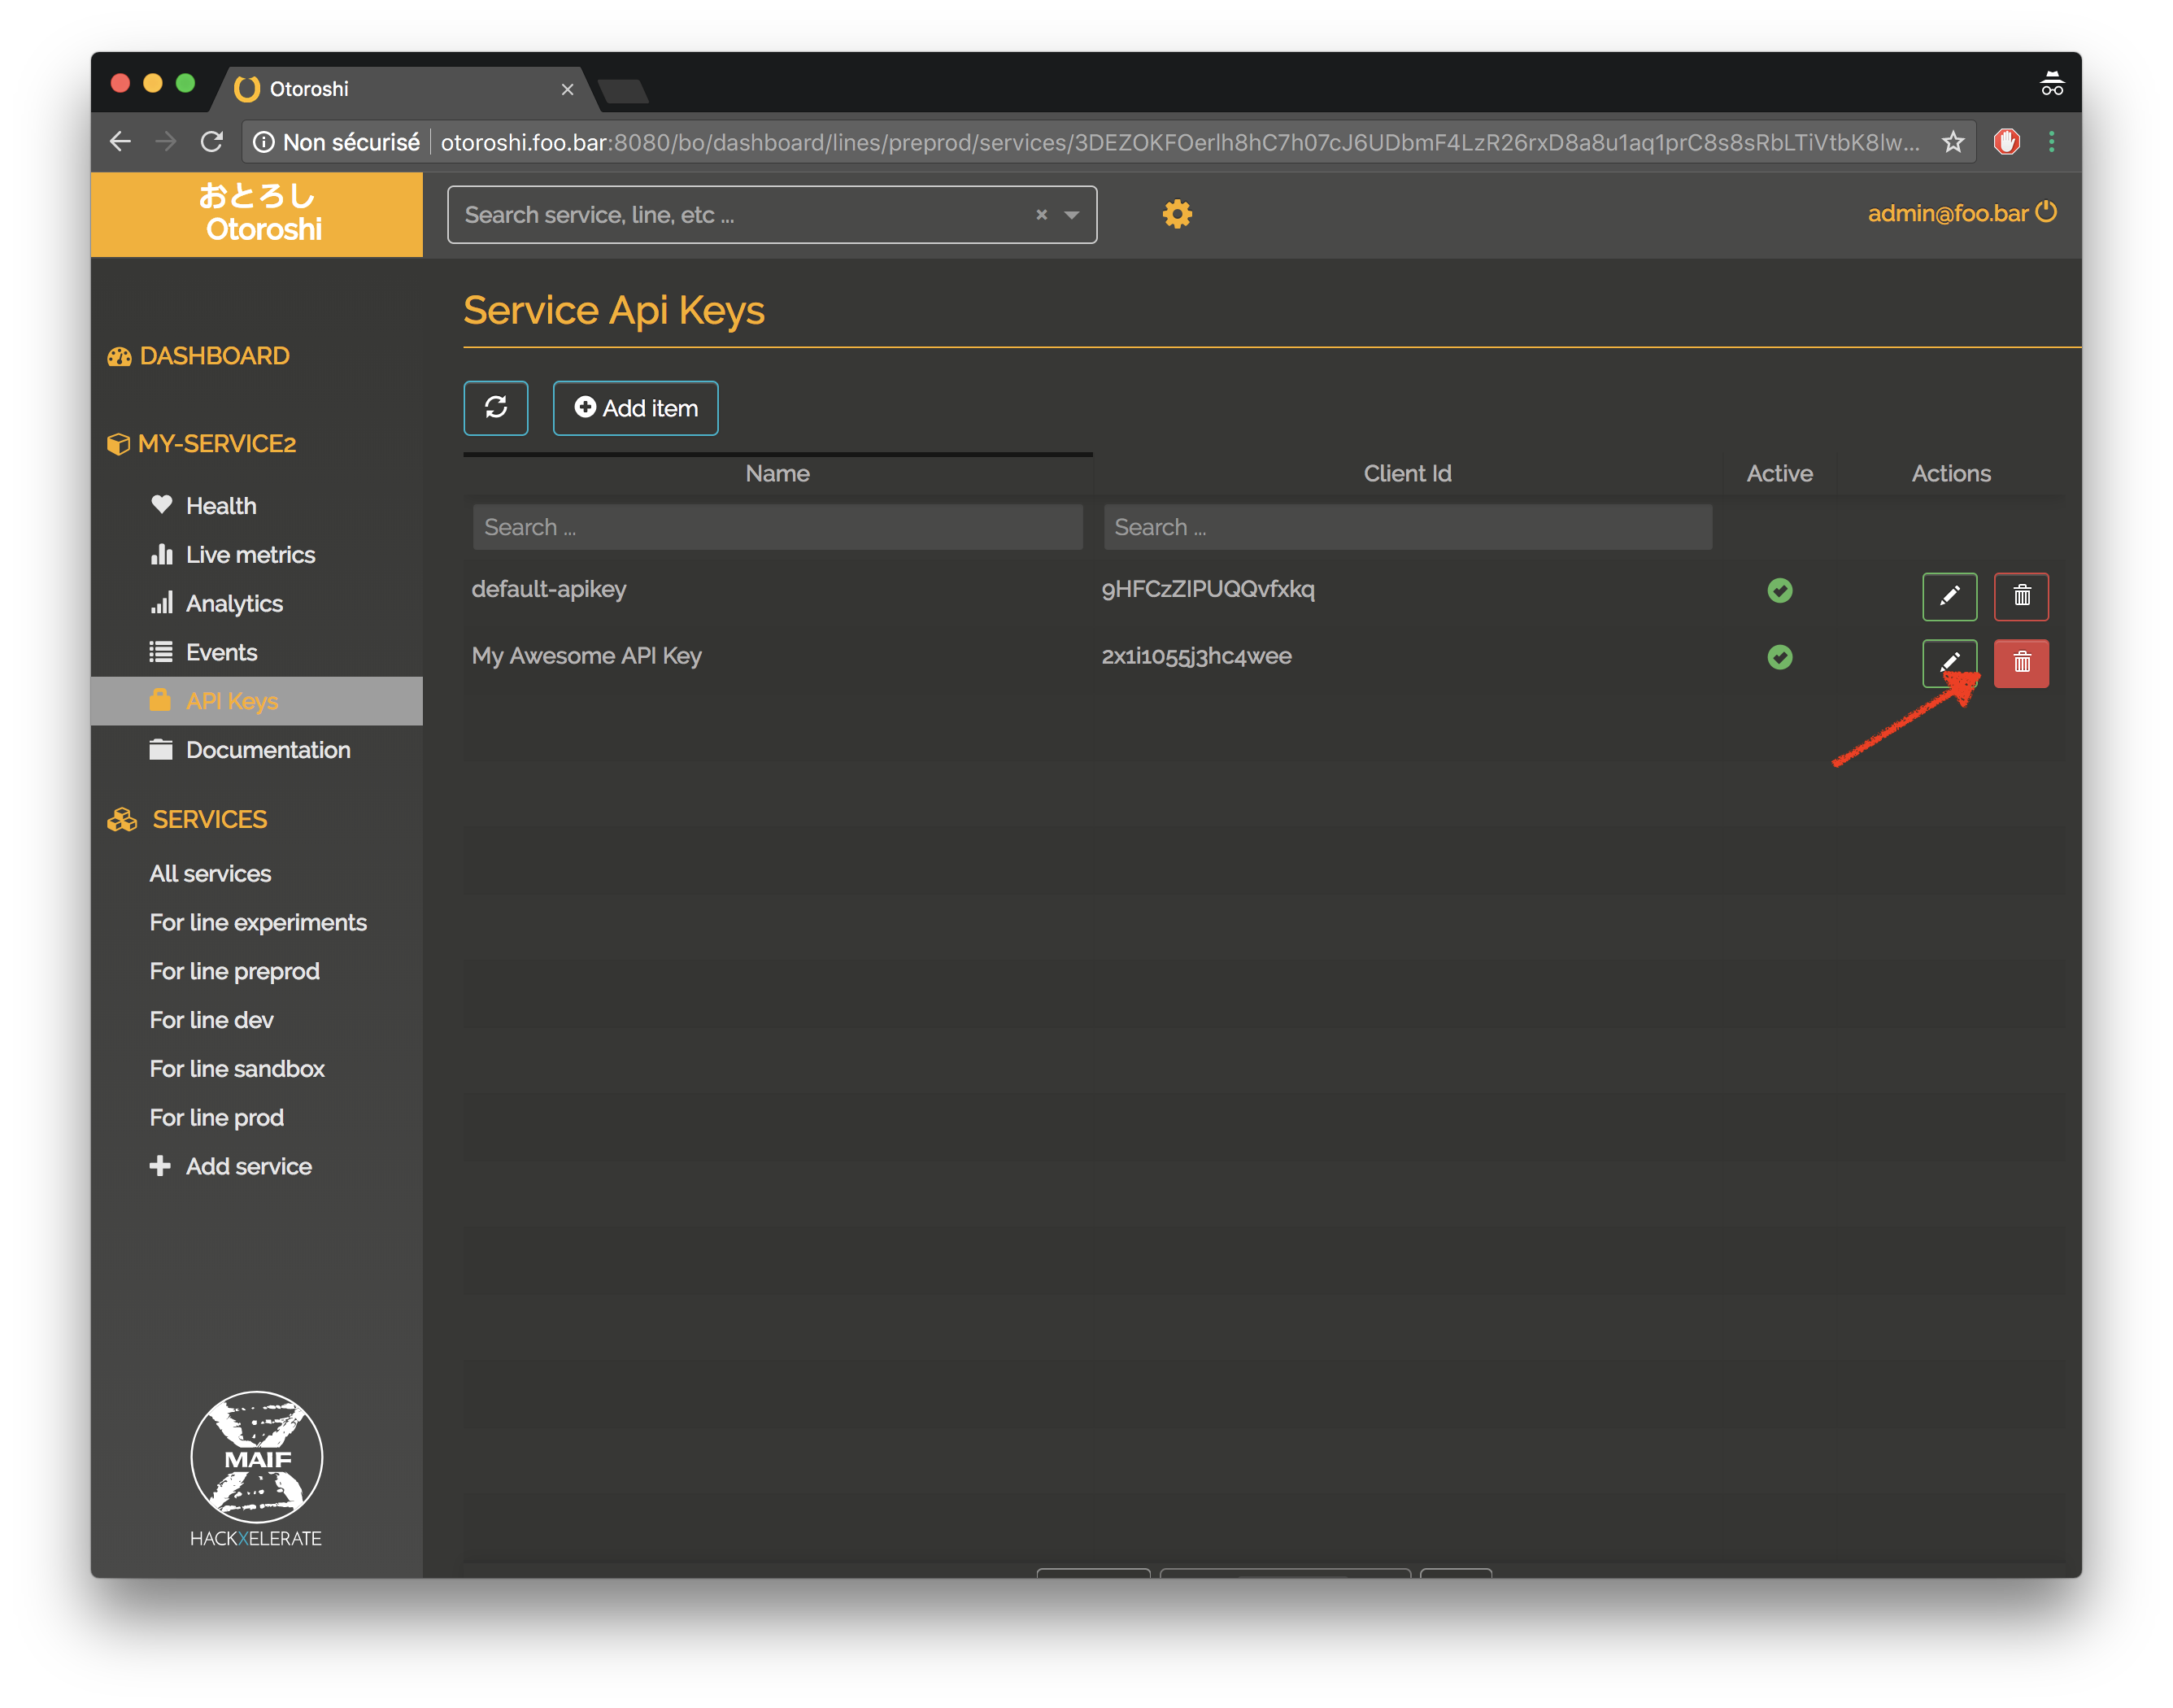 Otoroshi
Non sécurisé
otoroshi.foo.bar:8080/bo/dashboard/lines/preprod/services/3DEZOKFOerlh8hC7h07cJ6UDbmF4LzR26rxD8a8u1aq1prC8s8sRbLTiVtbK8lw...
おとろし
Otoroshi
Search service, line, etc ...
admin@foo.bar
Service Api Keys
DASHBOARD
Add item
MY-SERVICE2
Name Client Id Active Actions
Health
Search ... Search ...
Live metrics
default-apikey 9HFCzZIPUQQvfxkq
Analytics
Events
My Awesome API Key 2x1i1055j3hc4wee
API Keys
Documentation
SERVICES
All services
For line experiments
For line preprod
For line dev
For line sandbox
For line prod
Add service
MAIF
HACKXELERATE